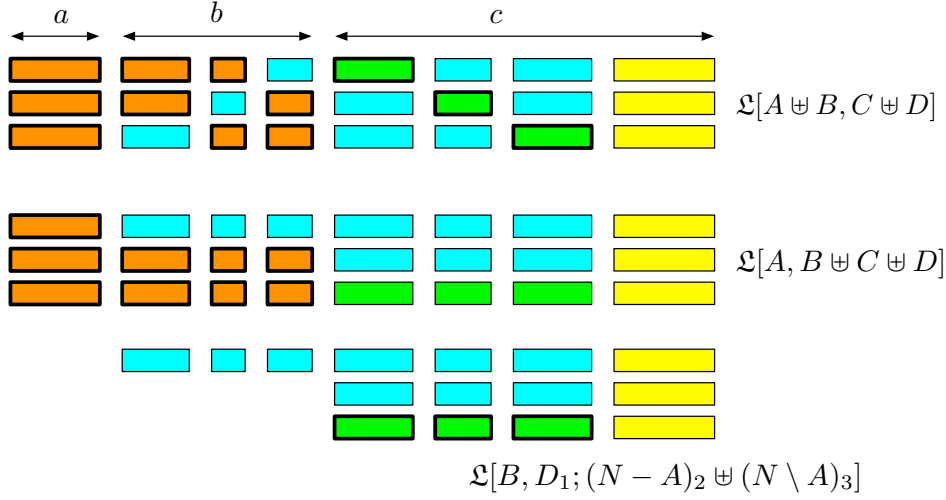 a b c
𝔏[A ⊎ B, C ⊎ D]
𝔏[A, B ⊎ C ⊎ D]
𝔏[B, D₁; (N − A)₂ ⊎ (N \ A)₃]